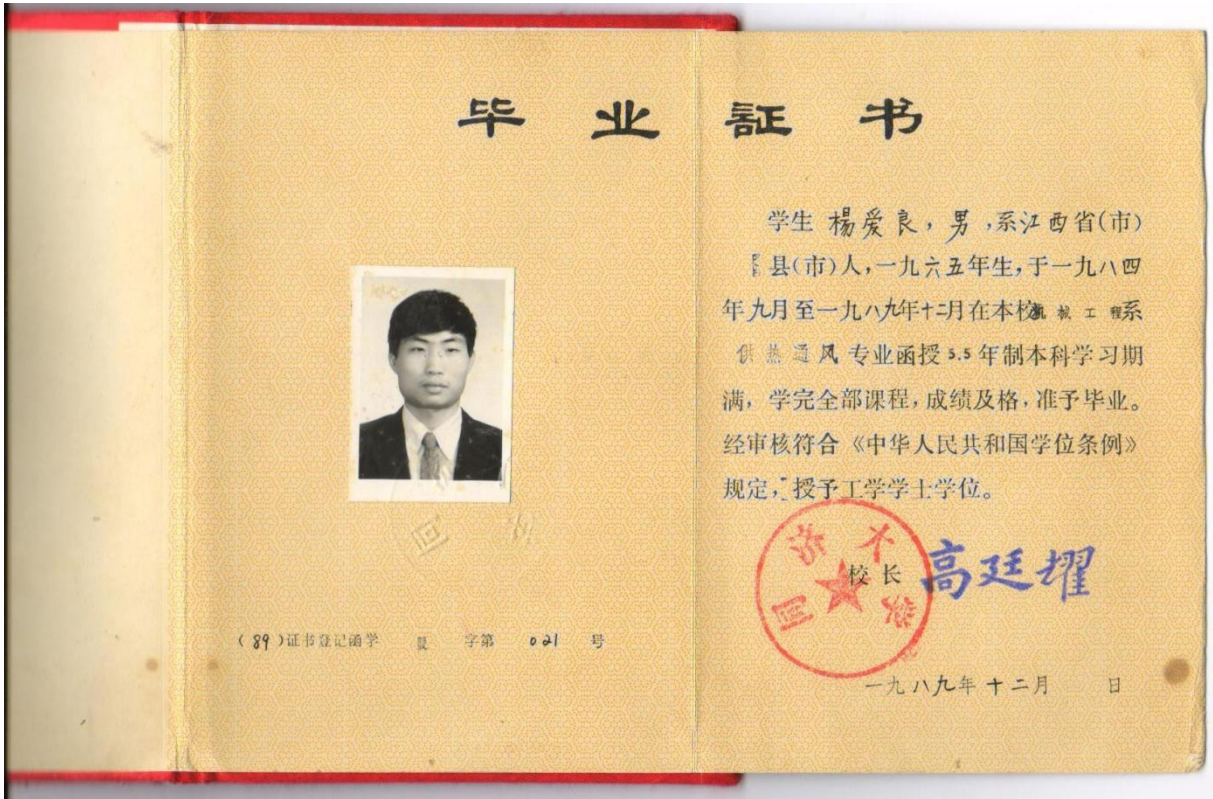 毕业証书
学生 楊爱良，男，系江西省(市)
县(市)人，一九六五年生，于一九八四
年九月至一九八九年十二月在本校机械工程系
供热通风专业函授5.5年制本科学习期
满，学完全部课程，成绩及格，准予毕业。
经审核符合《中华人民共和国学位条例》
规定，授予工学学士学位。
同济大学
校长 高廷耀
(89)证书登记函学 字第 021 号
一九八九年十二月 日